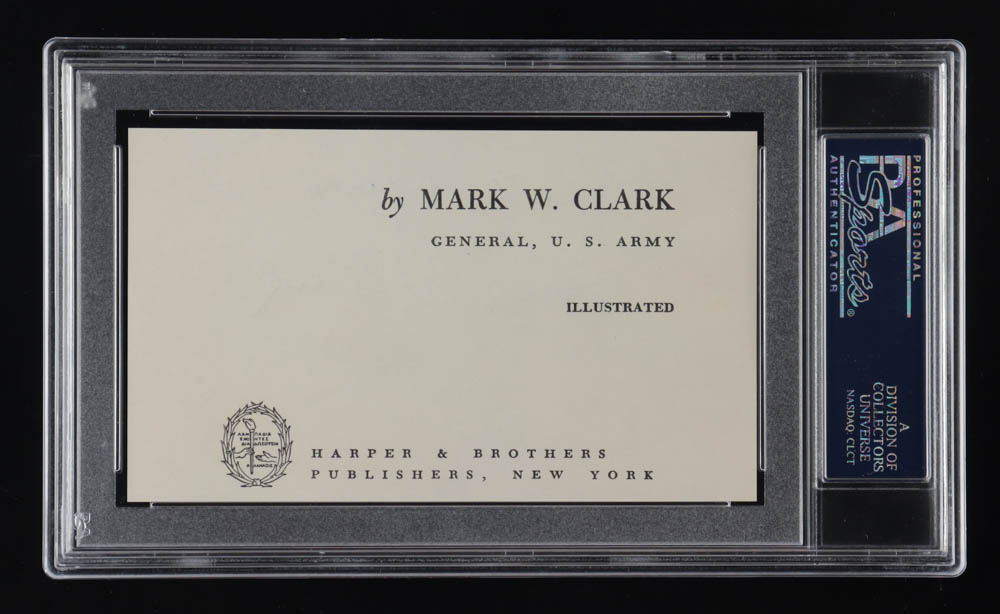 by MARK W. CLARK
GENERAL, U. S. ARMY
ILLUSTRATED
HARPER & BROTHERS
PUBLISHERS, NEW YORK
PROFESSIONAL
PSA
Sports®
AUTHENTICATOR
A
DIVISION OF
COLLECTORS
UNIVERSE
NASDAQ: CLCT